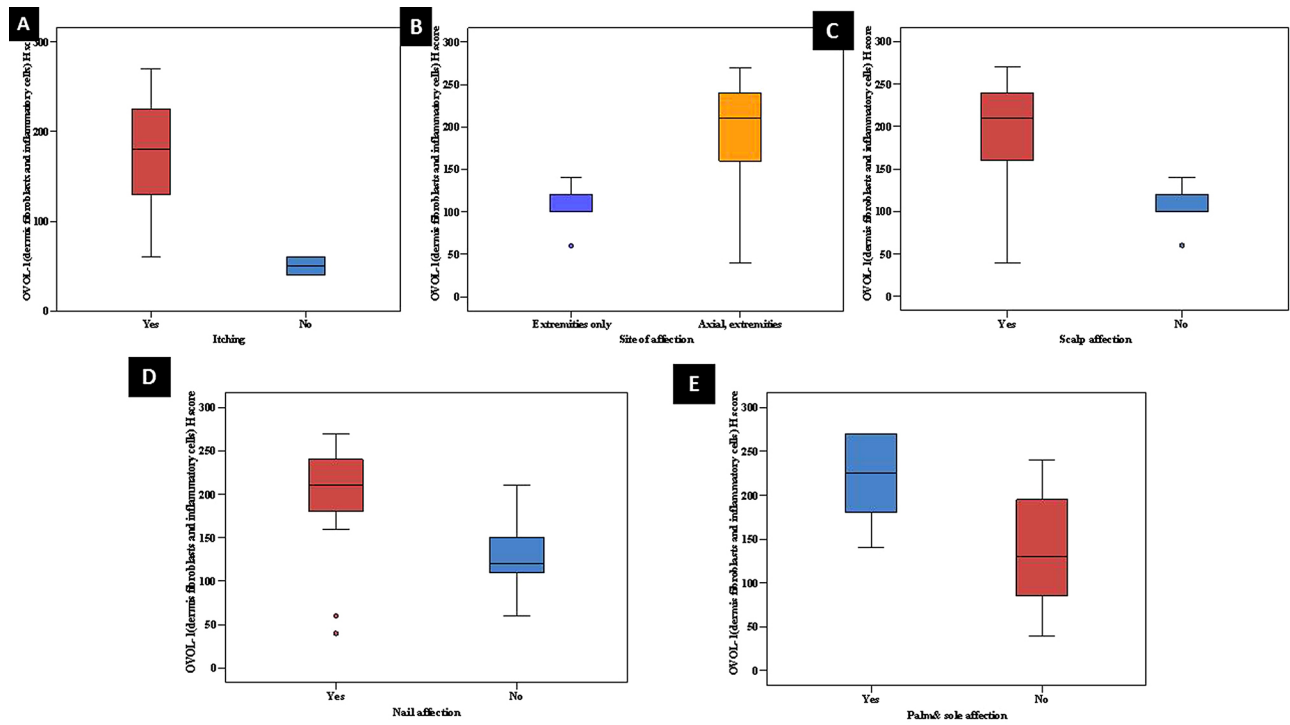 A
OVOL-1(dermis fibroblasts and inflammatory cells) H score
300
200
100
0
Yes
No
Itching
B
OVOL-1(dermis fibroblasts and inflammatory cells) H score
300
250
200
150
100
50
0
Extremities only
Axial, extremities
Site of affection
C
OVOL-1(dermis fibroblasts and inflammatory cells) H score
300
250
200
150
100
50
0
Yes
No
Scalp affection
D
OVOL-1(dermis fibroblasts and inflammatory cells) H score
300
250
200
150
100
50
0
Yes
No
Nail affection
E
OVOL-1(dermis fibroblasts and inflammatory cells) H score
300
250
200
150
100
50
0
Yes
No
Palm& sole affection